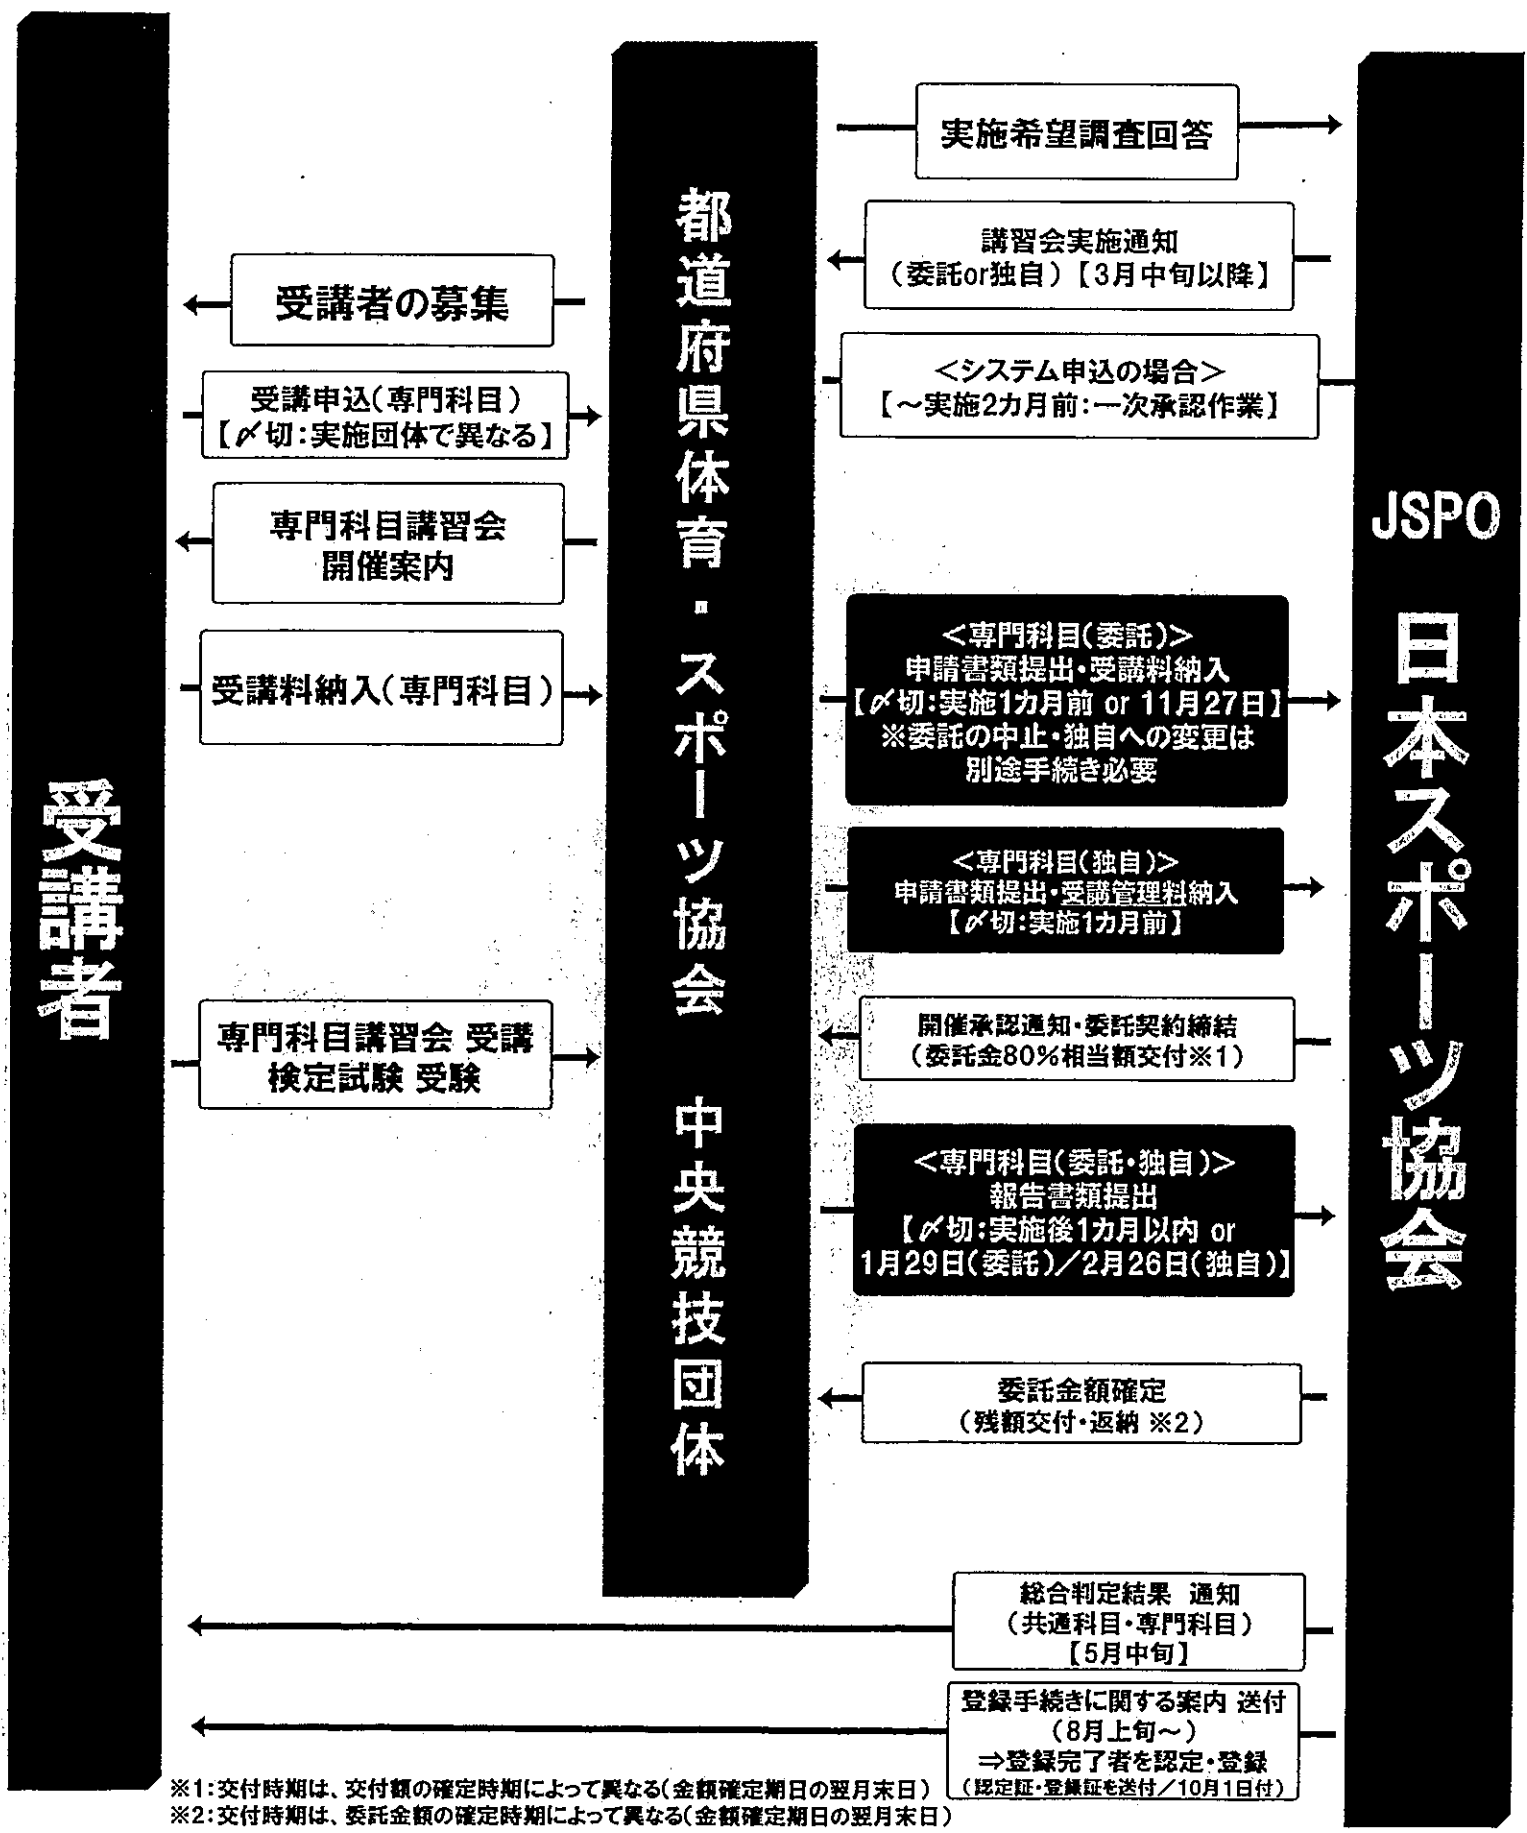 受講者
受講者の募集
受講申込(専門科目)
【〆切:実施団体で異なる】
専門科目講習会
開催案内
受講料納入(専門科目)
専門科目講習会 受講
検定試験 受験
都道府県体育・スポーツ協会 中央競技団体
実施希望調査回答
講習会実施通知
(委託or独自)【3月中旬以降】
<システム申込の場合>
【~実施2カ月前:一次承認作業】
<専門科目(委託)>
申請書類提出・受講料納入
【〆切:実施1カ月前 or 11月27日】
※委託の中止・独自への変更は
別途手続き必要
<専門科目(独自)>
申請書類提出・受講管理料納入
【〆切:実施1カ月前】
開催承認通知・委託契約締結
(委託金80%相当額交付※1)
<専門科目(委託・独自)>
報告書類提出
【〆切:実施後1カ月以内 or
1月29日(委託)/2月26日(独自)】
委託金額確定
(残額交付・返納 ※2)
総合判定結果 通知
(共通科目・専門科目)
【5月中旬】
登録手続きに関する案内 送付
(8月上旬~)
⇒登録完了者を認定・登録
(認定証・登録証を送付/10月1日付)
JSPO
日本スポーツ協会
※1:交付時期は、交付額の確定時期によって異なる(金額確定期日の翌月末日)
※2:交付時期は、委託金額の確定時期によって異なる(金額確定期日の翌月末日)